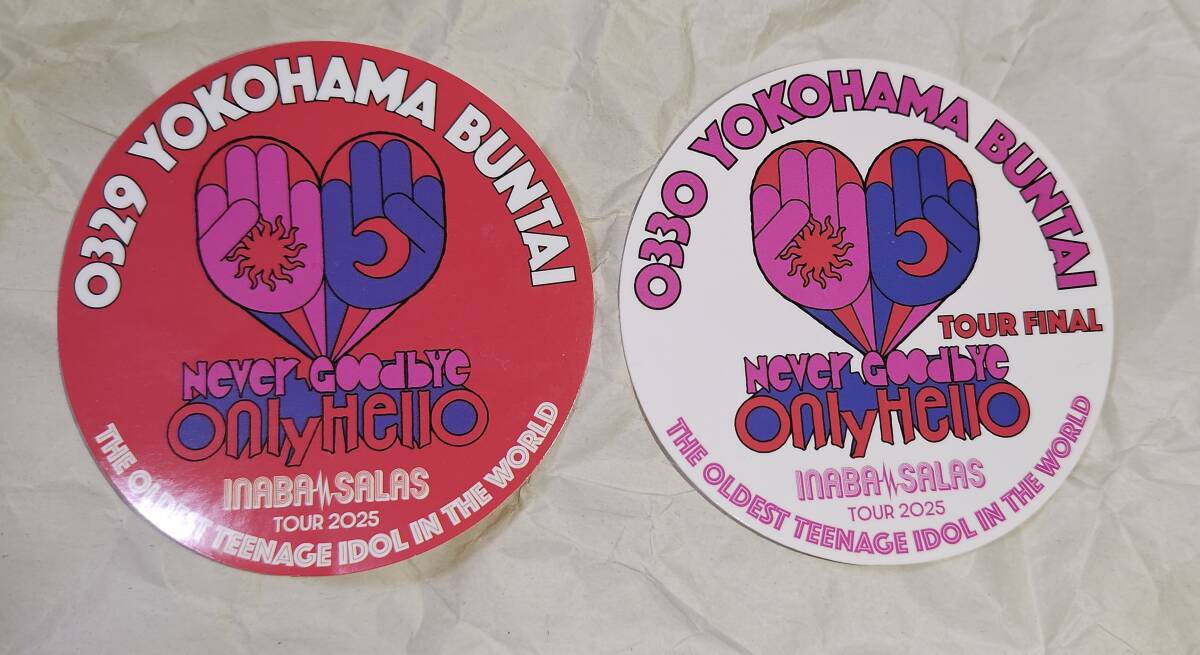 0329 YOKOHAMA BUNTAI
Never Goodbye
Only Hello
INABA SALAS
TOUR 2025
THE OLDEST TEENAGE IDOL IN THE WORLD
0330 YOKOHAMA BUNTAI
TOUR FINAL
Never Goodbye
Only Hello
INABA SALAS
TOUR 2025
THE OLDEST TEENAGE IDOL IN THE WORLD